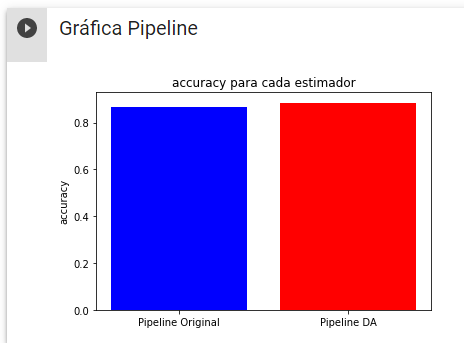 Gráfica Pipeline
accuracy para cada estimador
accuracy
0.8
0.6
0.4
0.2
0.0
Pipeline Original
Pipeline DA